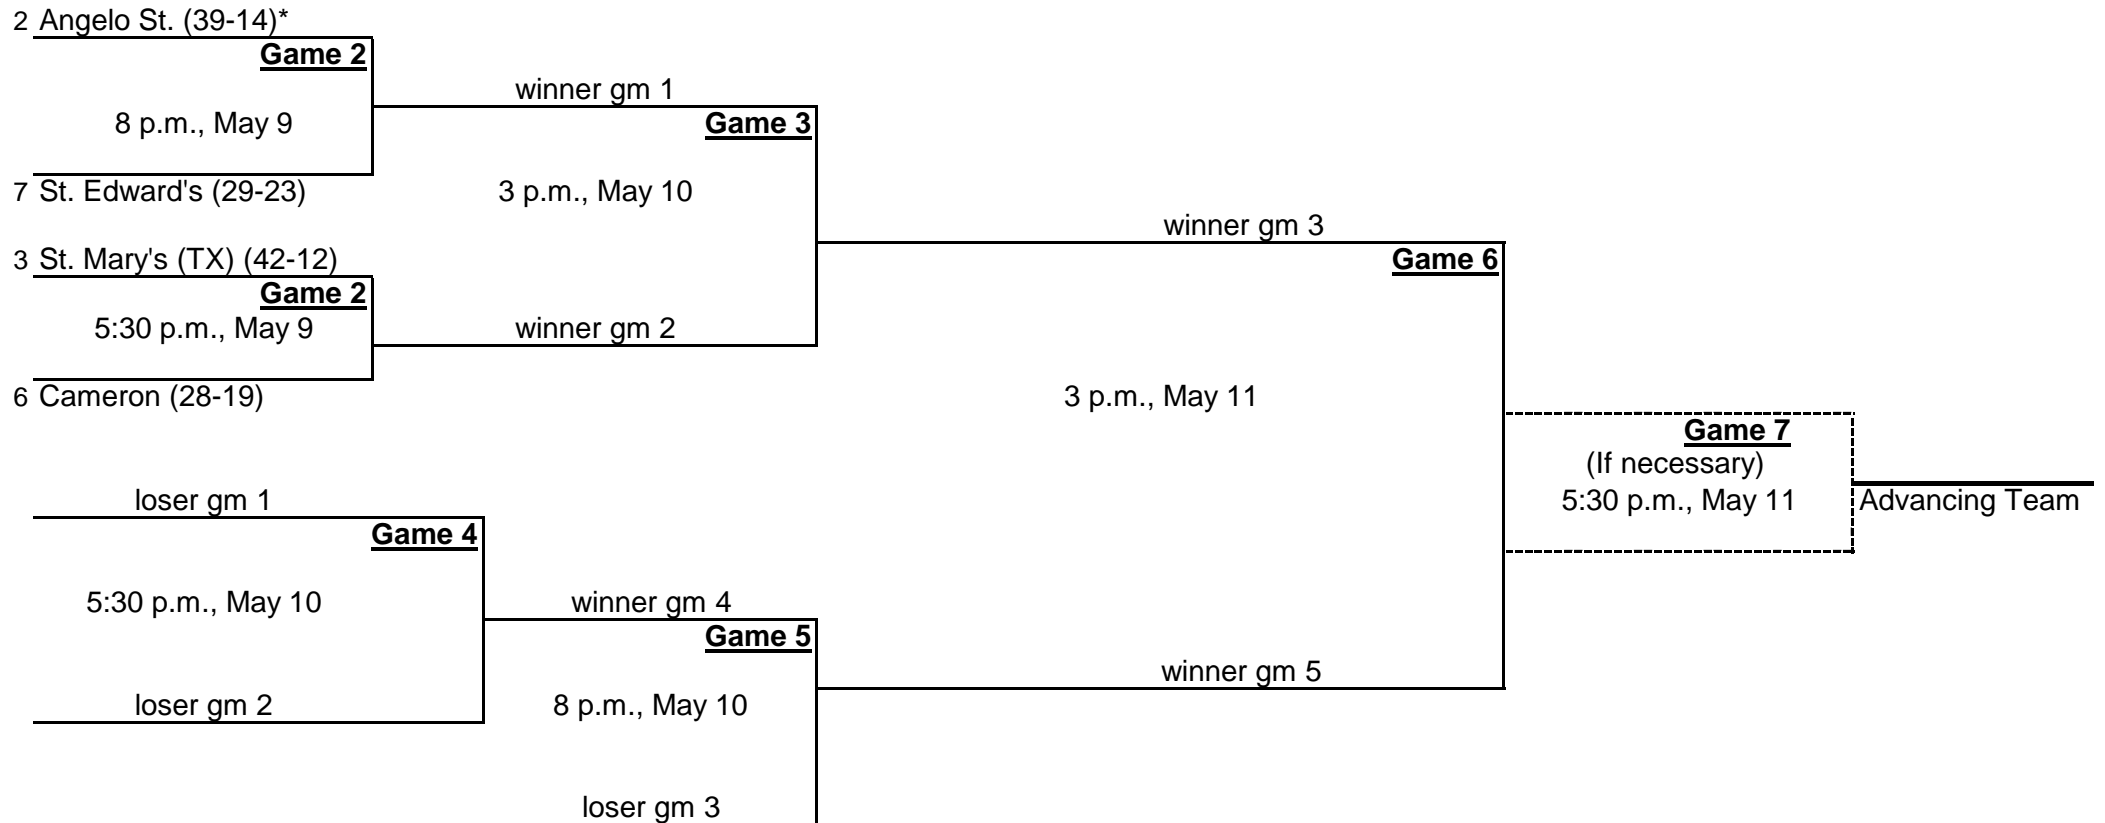 2 Angelo St. (39-14)*
Game 2
winner gm 1
8 p.m., May 9
Game 3
7 St. Edward's (29-23)
3 p.m., May 10
winner gm 3
3 St. Mary's (TX) (42-12)
Game 6
Game 2
5:30 p.m., May 9
winner gm 2
6 Cameron (28-19)
3 p.m., May 11
Game 7
(If necessary)
loser gm 1
5:30 p.m., May 11
Advancing Team
Game 4
5:30 p.m., May 10
winner gm 4
Game 5
winner gm 5
loser gm 2
8 p.m., May 10
loser gm 3